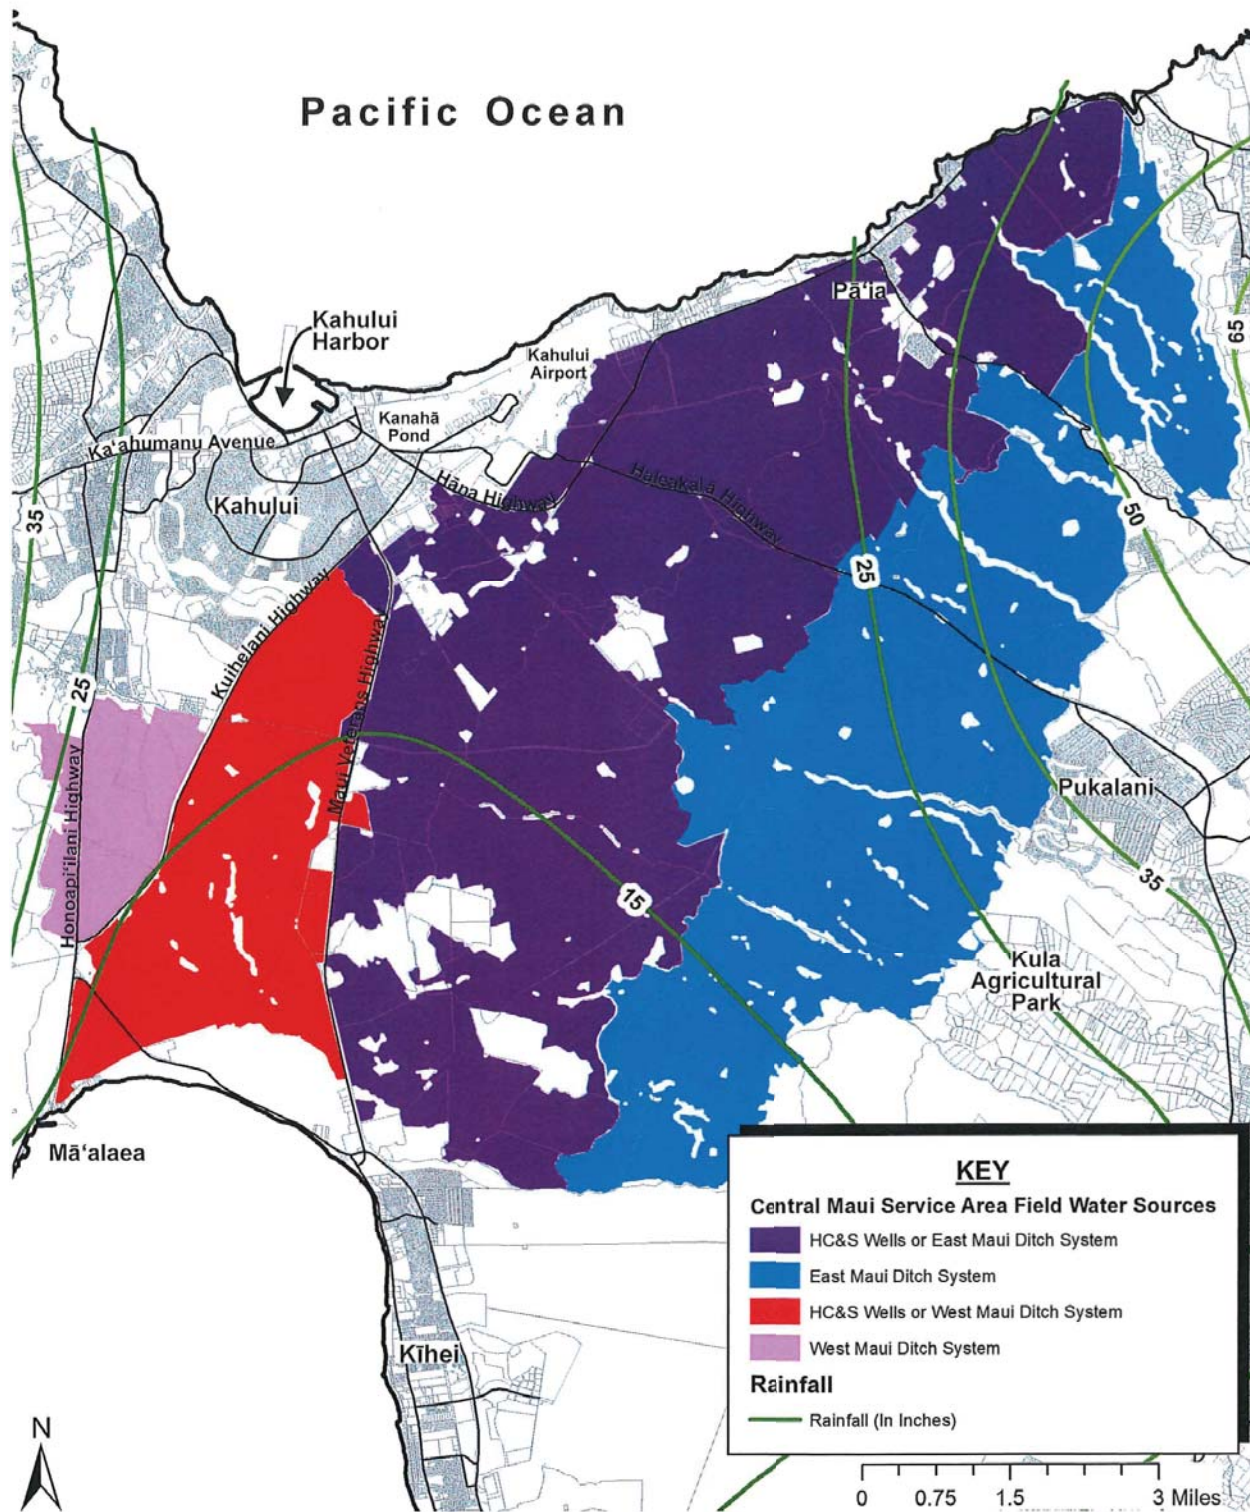 Pacific Ocean
Kahului
Harbor
Pā‘ia
Kahului
Airport
65
Kanahā
Pond
Ka‘ahumanu Avenue
Hāna Highway
Haleakalā Highway
35
Kahului
50
25
Kuihelani Highway
25
Maui Veterans Highway
Honoapi‘ilani Highway
Pukalani
35
15
Kula
Agricultural
Park
Mā‘alaea
KEY
Central Maui Service Area Field Water Sources
HC&S Wells or East Maui Ditch System
East Maui Ditch System
HC&S Wells or West Maui Ditch System
West Maui Ditch System
Rainfall
Rainfall (In Inches)
Kīhei
N
0 0.75 1.5 3 Miles